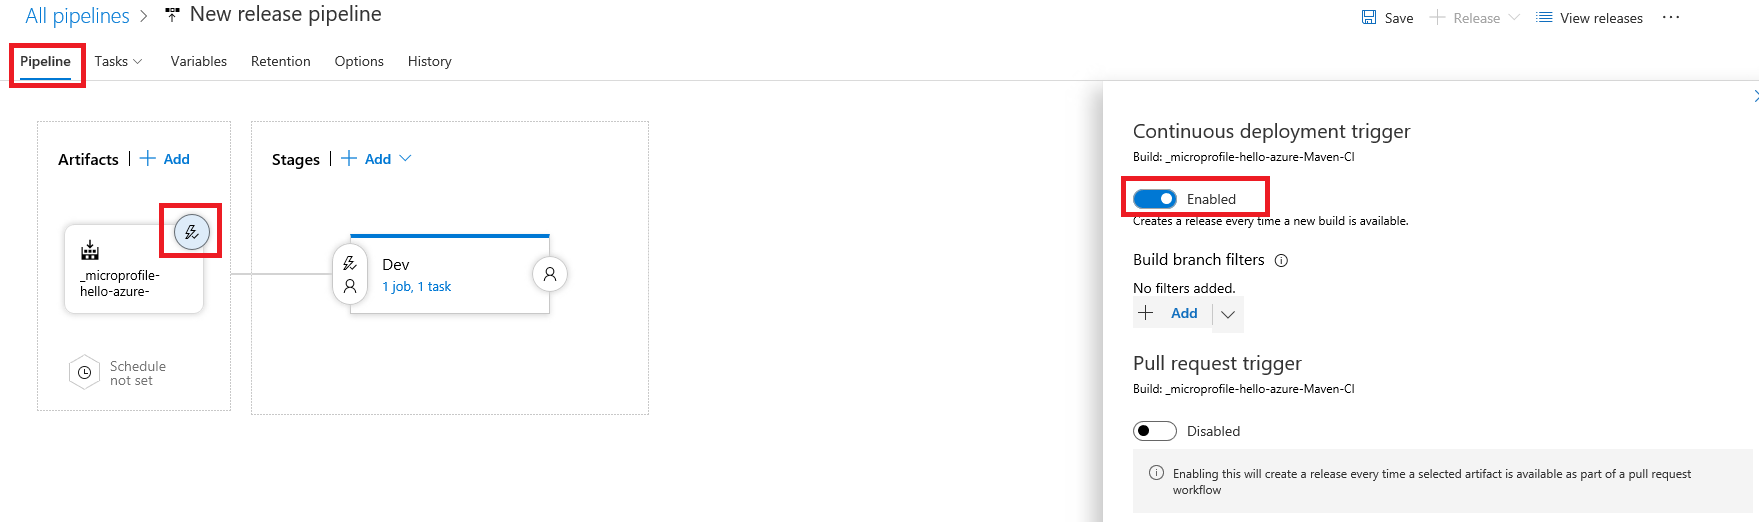 All pipelines > New release pipeline
Save + Release View releases ...
Pipeline Tasks Variables Retention Options History
Artifacts | + Add
Stages | + Add
_microprofile-
hello-azure-
Dev
1 job, 1 task
Schedule
not set
Continuous deployment trigger
Build: _microprofile-hello-azure-Maven-CI
Enabled
Creates a release every time a new build is available.
Build branch filters
No filters added.
+ Add
Pull request trigger
Build: _microprofile-hello-azure-Maven-CI
Disabled
Enabling this will create a release every time a selected artifact is available as part of a pull request
workflow